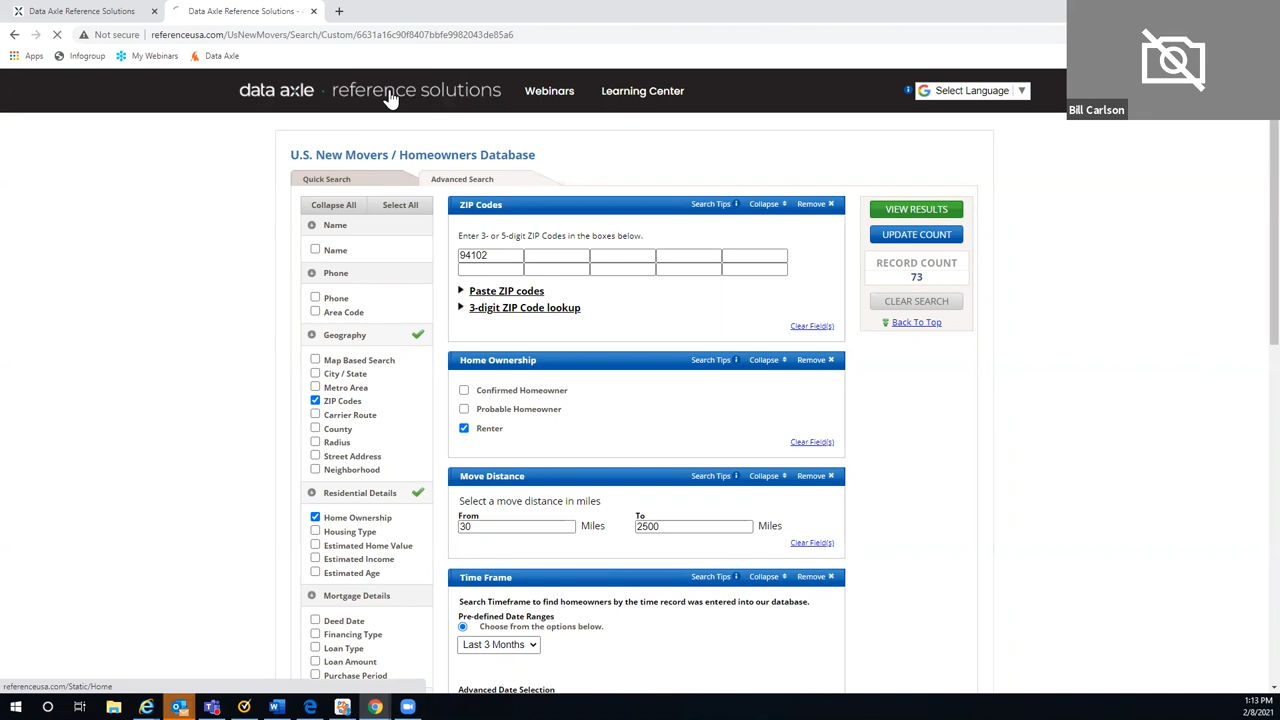 Data Axle Reference Solutions
Data Axle Reference Solutions -
Not secure
referenceusa.com/UsNewMovers/Search/Custom/6631a16c90f8407bbfe9982043de85a6
Apps
Infogroup
My Webinars
Data Axle
Bill Carlson
data axle · reference solutions
Webinars
Learning Center
Select Language
U.S. New Movers / Homeowners Database
Quick Search
Advanced Search
Collapse All
Select All
Name
Name
Phone
Phone
Area Code
Geography
Map Based Search
City / State
Metro Area
ZIP Codes
Carrier Route
County
Radius
Street Address
Neighborhood
Residential Details
Home Ownership
Housing Type
Estimated Home Value
Estimated Income
Estimated Age
Mortgage Details
Deed Date
Financing Type
Loan Type
Loan Amount
Purchase Period
ZIP Codes
Search Tips
Collapse
Remove
Enter 3- or 5-digit ZIP Codes in the boxes below.
94102
Paste ZIP codes
3-digit ZIP Code lookup
Clear Field(s)
Home Ownership
Search Tips
Collapse
Remove
Confirmed Homeowner
Probable Homeowner
Renter
Clear Field(s)
Move Distance
Search Tips
Collapse
Remove
Select a move distance in miles
From
To
30 Miles
2500 Miles
Clear Field(s)
Time Frame
Search Tips
Collapse
Remove
Search Timeframe to find homeowners by the time record was entered into our database.
Pre-defined Date Ranges
Choose from the options below.
Last 3 Months
Advanced Date Selection
VIEW RESULTS
UPDATE COUNT
RECORD COUNT
73
CLEAR SEARCH
Back To Top
referenceusa.com/Static/Home
1:13 PM
2/8/2021